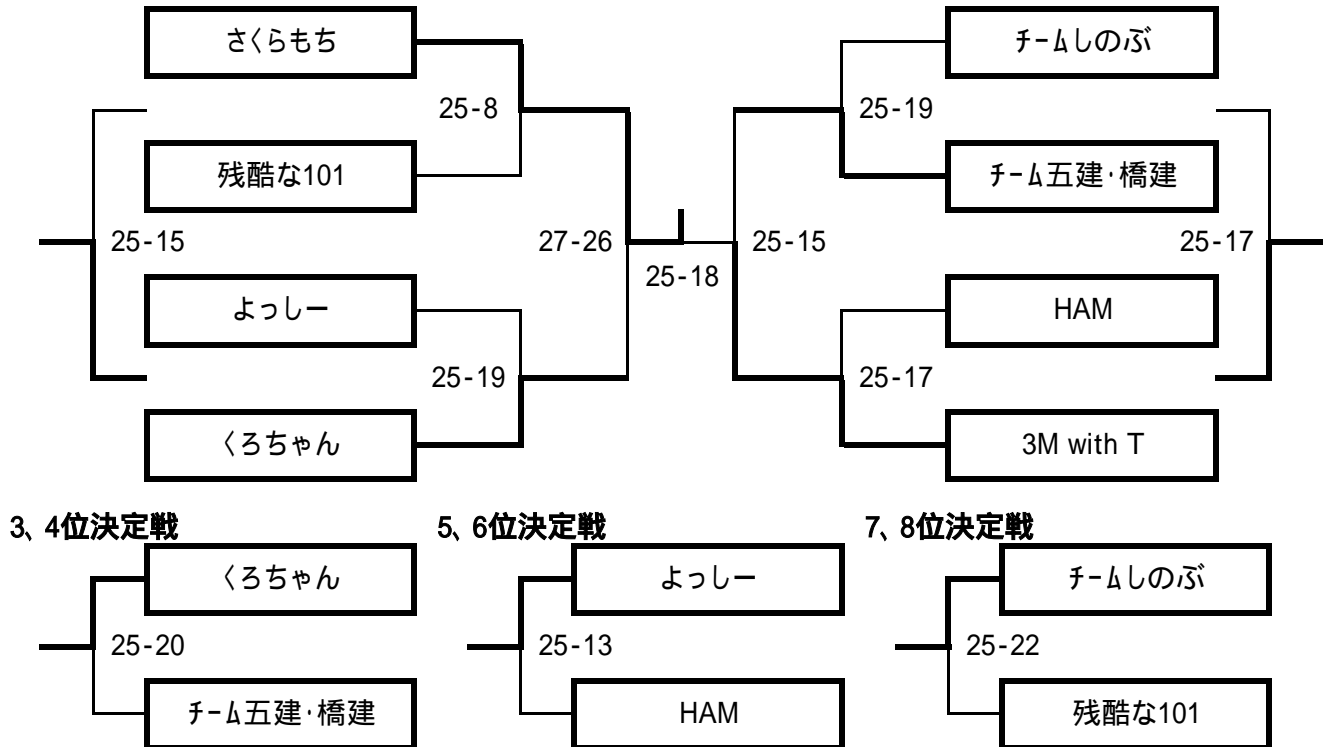 さくらもち
チームしのぶ
25-8
25-19
残酷な101
チーム五建・橋建
25-15
27-26
25-18
25-15
25-17
よっしー
HAM
25-19
25-17
くろちゃん
3M with T
3、4位決定戦
5、6位決定戦
7、8位決定戦
くろちゃん
よっしー
チームしのぶ
25-20
25-13
25-22
チーム五建・橋建
HAM
残酷な101